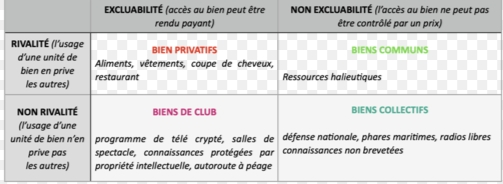 EXCLUABILITÉ (accès au bien peut être
rendu payant)
NON EXCLUABILITÉ (l'accès au bien ne peut pas
être contrôlé par un prix)
RIVALITÉ (l'usage
d'une unité de
bien en prive
les autres)
BIEN PRIVATIFS
Aliments, vêtements, coupe de cheveux,
restaurant
BIENS COMMUNS
Ressources halieutiques
NON RIVALITÉ
(l'usage d'une
unité de bien n'en
prive pas
les autres)
BIENS DE CLUB
programme de télé crypté, salles de
spectacle, connaissances protégées par
propriété intellectuelle, autoroute à péage
BIENS COLLECTIFS
défense nationale, phares maritimes, radios libres
connaissances non brevetées